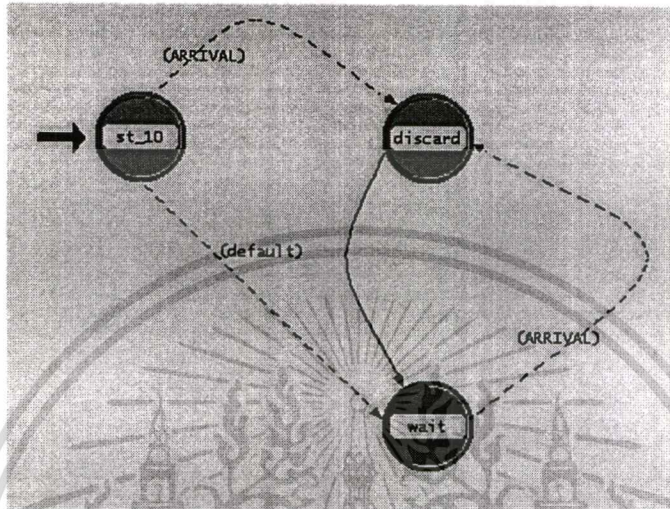 (ARRIVAL)
st_10
discard
(default)
(ARRIVAL)
wait